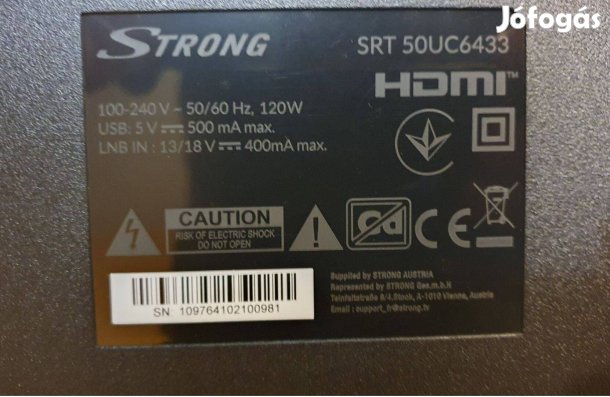 Jófogás
STRONG
SRT 50UC6433
HDMI™
100-240 V ~ 50/60 Hz, 120W
USB: 5 V ⎓ 500 mA max.
LNB IN : 13/18 V ⎓ 400mA max.
CAUTION
RISK OF ELECTRIC SHOCK
DO NOT OPEN
Cd
CE
Supplied by STRONG AUSTRIA
Represented by STRONG Ges.m.b.H
Teinfaltstraße 8/4.Stock, A-1010 Vienna, Austria
Email : support_fr@strong.tv
SN: 109764102100981